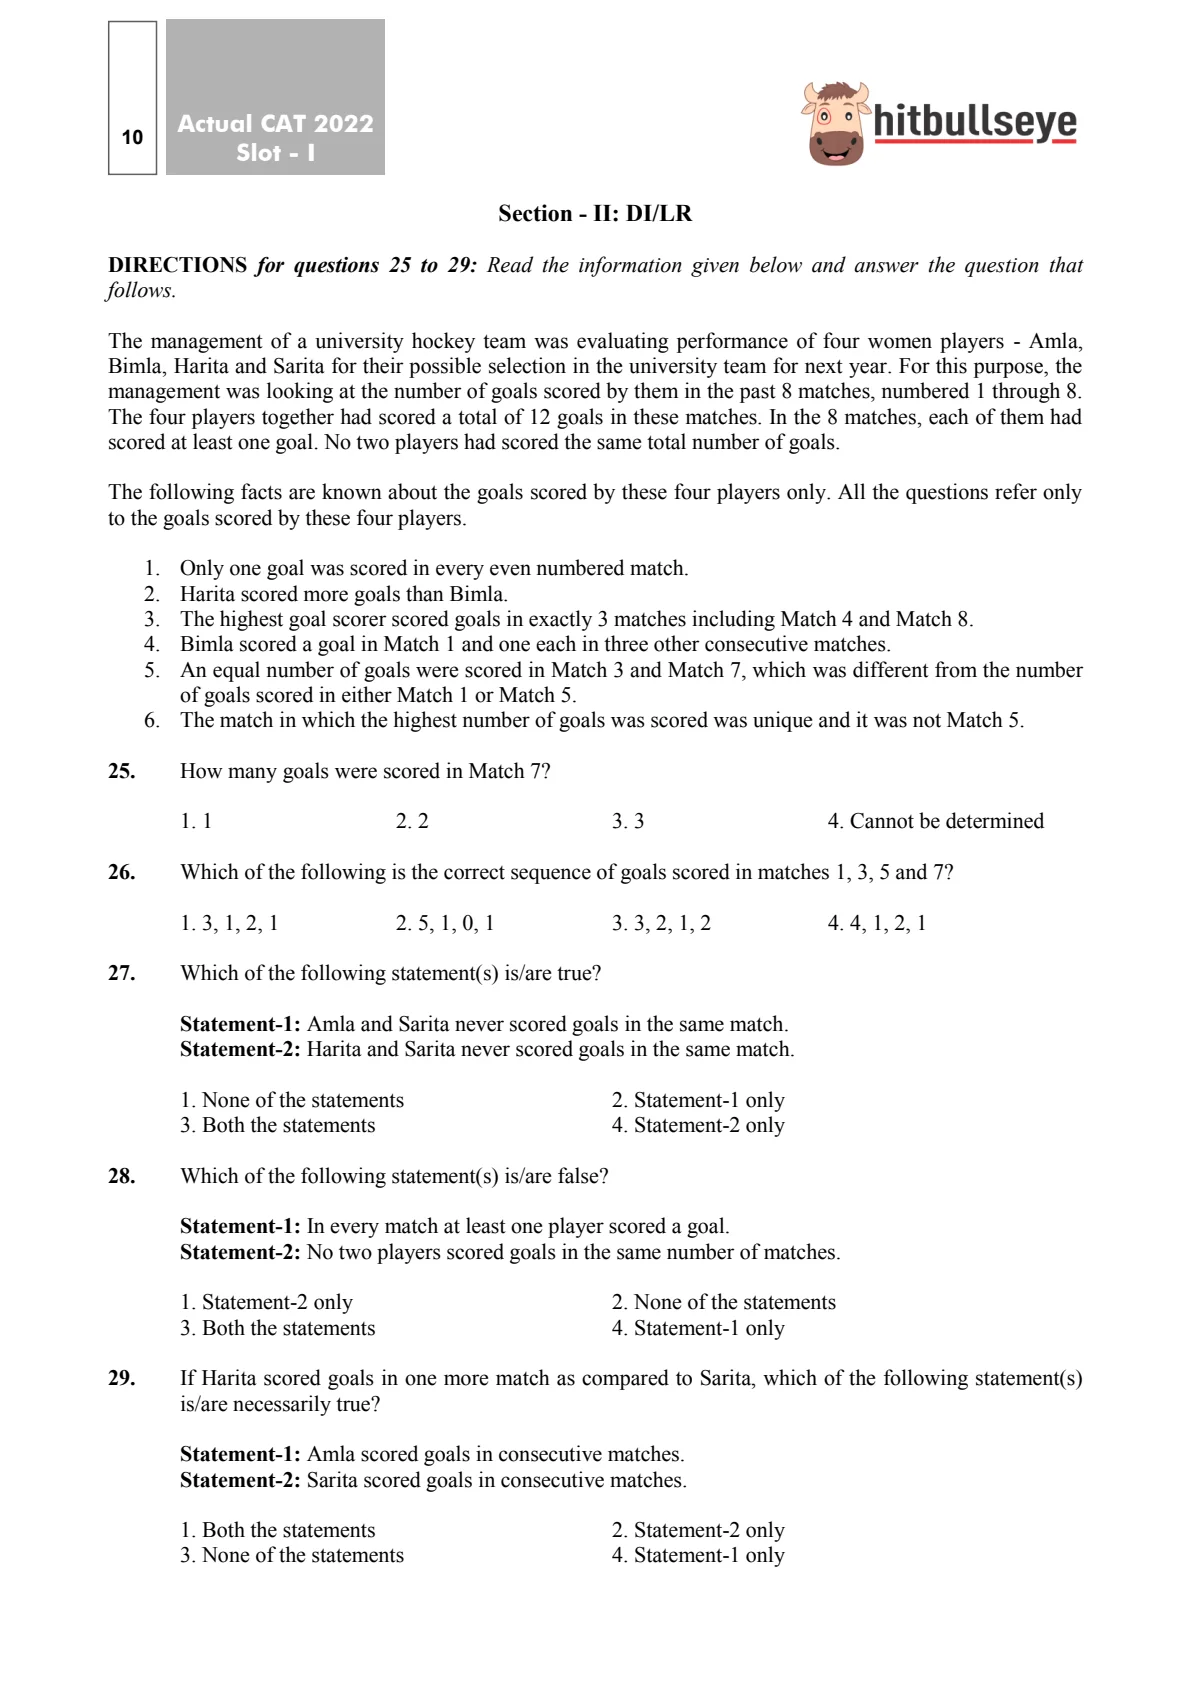 10
Actual CAT 2022
Slot - I
hitbullseye
Section - II: DI/LR
DIRECTIONS for questions 25 to 29: Read the information given below and answer the question that
follows.
The management of a university hockey team was evaluating performance of four women players - Amla,
Bimla, Harita and Sarita for their possible selection in the university team for next year. For this purpose, the
management was looking at the number of goals scored by them in the past 8 matches, numbered 1 through 8.
The four players together had scored a total of 12 goals in these matches. In the 8 matches, each of them had
scored at least one goal. No two players had scored the same total number of goals.
The following facts are known about the goals scored by these four players only. All the questions refer only
to the goals scored by these four players.
1. Only one goal was scored in every even numbered match.
2. Harita scored more goals than Bimla.
3. The highest goal scorer scored goals in exactly 3 matches including Match 4 and Match 8.
4. Bimla scored a goal in Match 1 and one each in three other consecutive matches.
5. An equal number of goals were scored in Match 3 and Match 7, which was different from the number
of goals scored in either Match 1 or Match 5.
6. The match in which the highest number of goals was scored was unique and it was not Match 5.
25. How many goals were scored in Match 7?
1. 1 2. 2 3. 3 4. Cannot be determined
26. Which of the following is the correct sequence of goals scored in matches 1, 3, 5 and 7?
1. 3, 1, 2, 1 2. 5, 1, 0, 1 3. 3, 2, 1, 2 4. 4, 1, 2, 1
27. Which of the following statement(s) is/are true?
Statement-1: Amla and Sarita never scored goals in the same match.
Statement-2: Harita and Sarita never scored goals in the same match.
1. None of the statements 2. Statement-1 only
3. Both the statements 4. Statement-2 only
28. Which of the following statement(s) is/are false?
Statement-1: In every match at least one player scored a goal.
Statement-2: No two players scored goals in the same number of matches.
1. Statement-2 only 2. None of the statements
3. Both the statements 4. Statement-1 only
29. If Harita scored goals in one more match as compared to Sarita, which of the following statement(s)
is/are necessarily true?
Statement-1: Amla scored goals in consecutive matches.
Statement-2: Sarita scored goals in consecutive matches.
1. Both the statements 2. Statement-2 only
3. None of the statements 4. Statement-1 only